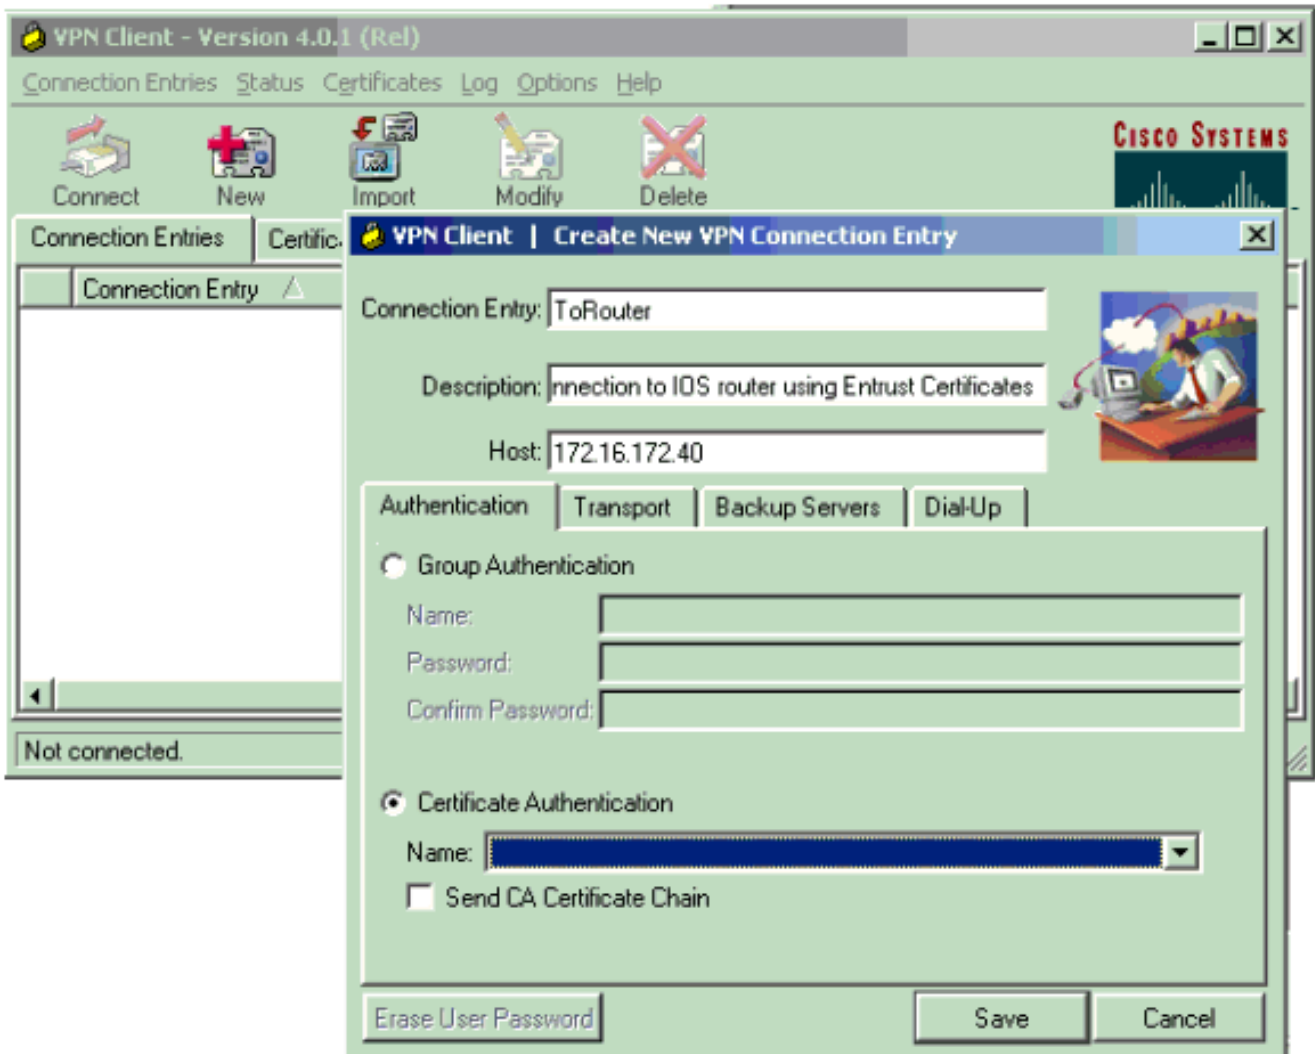 VPN Client - Version 4.0.1 (Rel)
Connection Entries Status Certificates Log Options Help
Connect New Import Modify Delete
CISCO SYSTEMS
Connection Entries Certific
Connection Entry
VPN Client | Create New VPN Connection Entry
Connection Entry: ToRouter
Description: nnection to IOS router using Entrust Certificates
Host: 172.16.172.40
Authentication Transport Backup Servers Dial-Up
Group Authentication
Name:
Password:
Confirm Password:
Not connected.
Certificate Authentication
Name:
Send CA Certificate Chain
Erase User Password Save Cancel